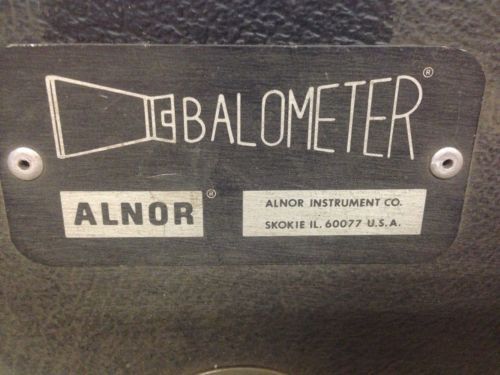 BALOMETER®
ALNOR®
ALNOR INSTRUMENT CO.
SKOKIE IL. 60077 U.S.A.